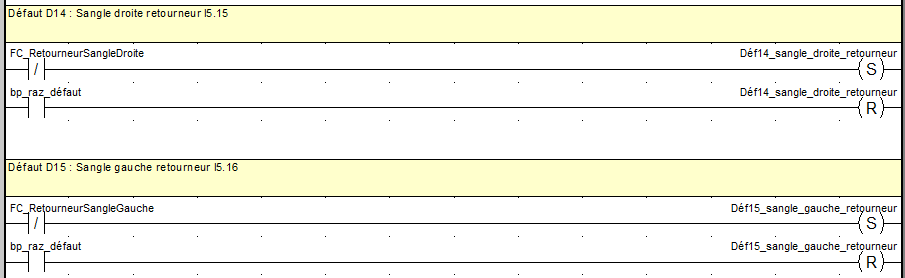 Défaut D14 : Sangle droite retourneur I5.15
FC_RetourneurSangleDroite Déf14_sangle_droite_retourneur
/ S
bp_raz_défaut Déf14_sangle_droite_retourneur
R
Défaut D15 : Sangle gauche retourneur I5.16
FC_RetourneurSangleGauche Déf15_sangle_gauche_retourneur
/ S
bp_raz_défaut Déf15_sangle_gauche_retourneur
R